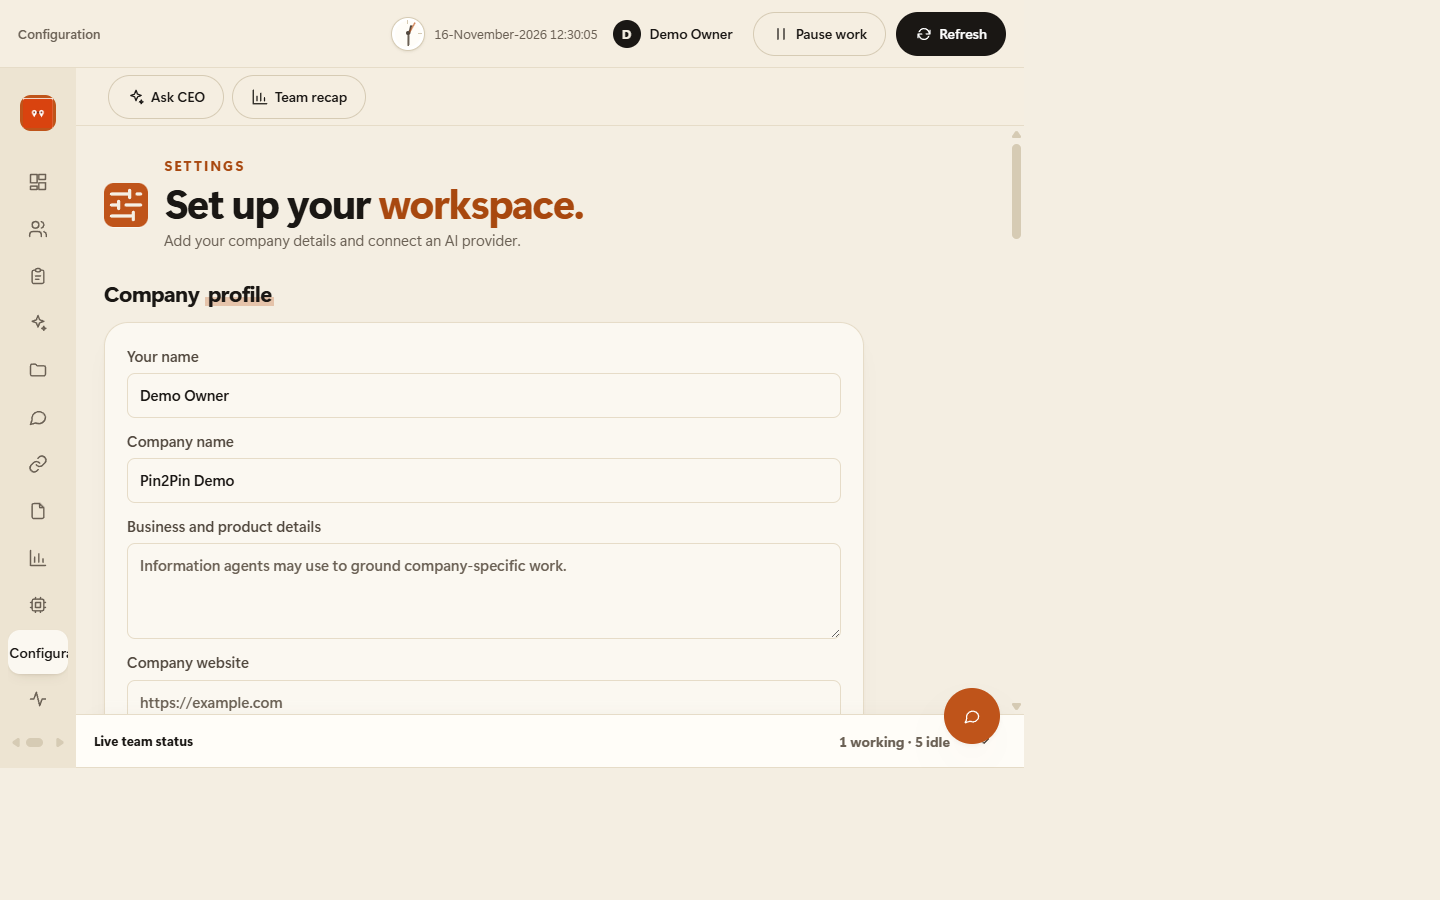 Configuration
16-November-2026 12:30:05
D
Demo Owner
Pause work
Refresh
Ask CEO
Team recap
SETTINGS
Set up your workspace.
Add your company details and connect an AI provider.
Company profile
Your name
Demo Owner
Company name
Pin2Pin Demo
Business and product details
Information agents may use to ground company-specific work.
Configura
Company website
https://example.com
Live team status
1 working · 5 idle